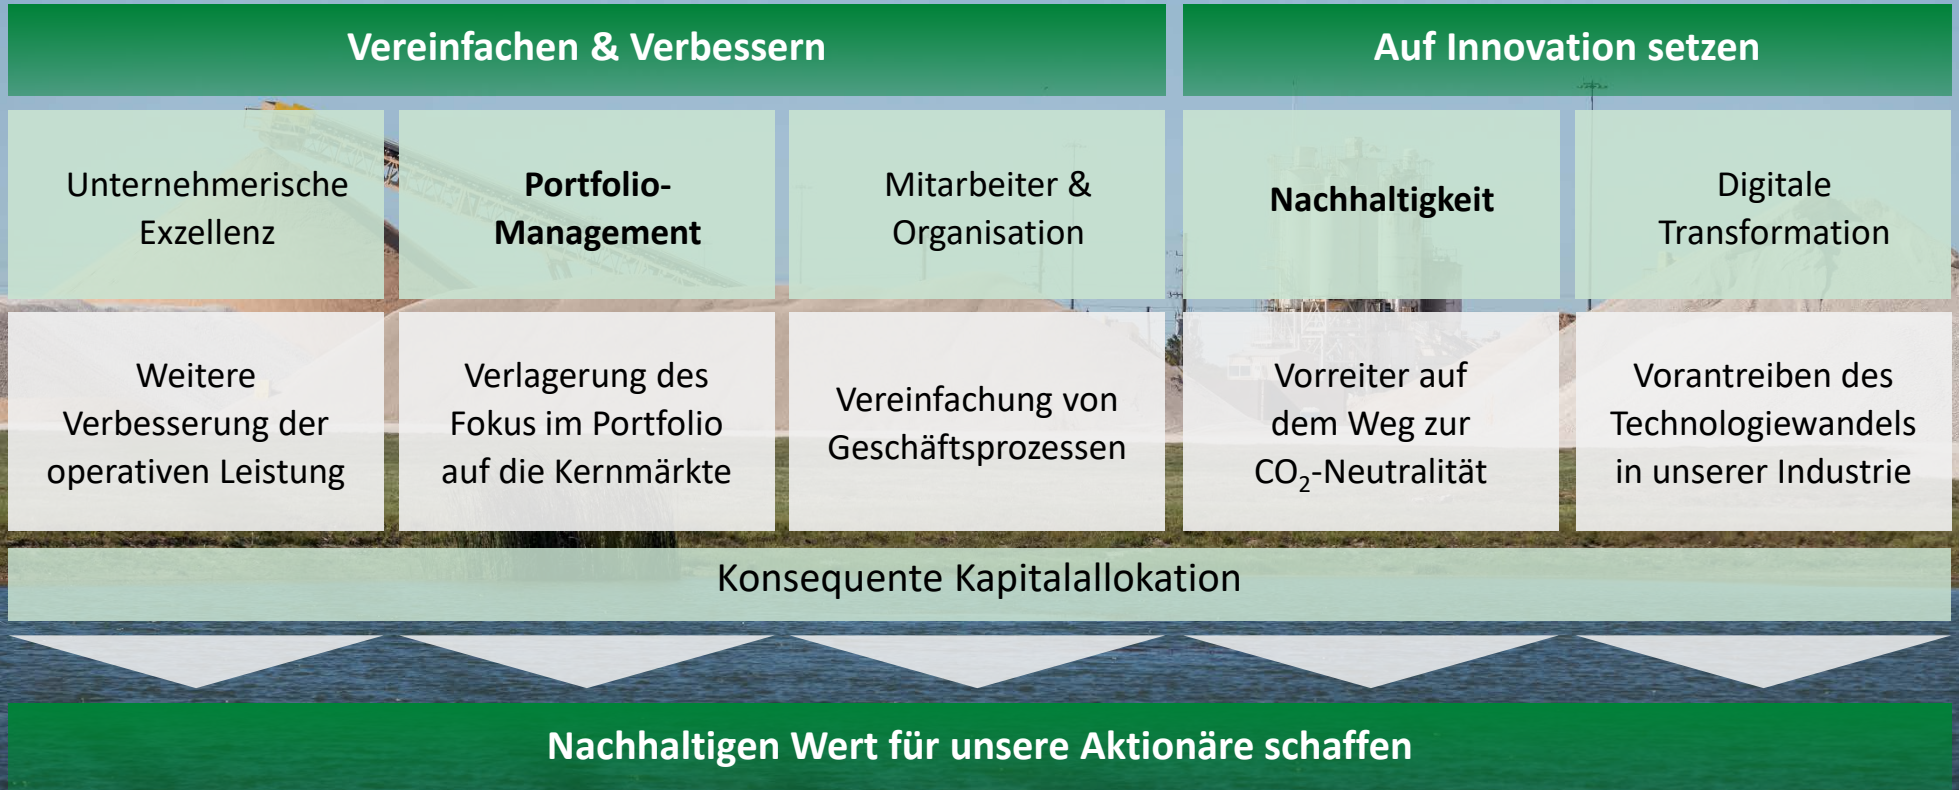 Vereinfachen & Verbessern
Auf Innovation setzen
Unternehmerische
Exzellenz
Portfolio-
Management
Mitarbeiter &
Organisation
Nachhaltigkeit
Digitale
Transformation
Weitere
Verbesserung der
operativen Leistung
Verlagerung des
Fokus im Portfolio
auf die Kernmärkte
Vereinfachung von
Geschäftsprozessen
Vorreiter auf
dem Weg zur
CO₂-Neutralität
Vorantreiben des
Technologiewandels
in unserer Industrie
Konsequente Kapitalallokation
Nachhaltigen Wert für unsere Aktionäre schaffen